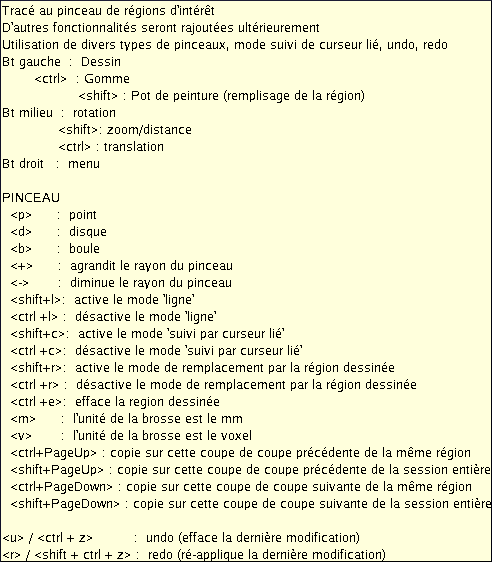 Tracé au pinceau de régions d'intérêt
D'autres fonctionnalités seront rajoutées ultérieurement
Utilisation de divers types de pinceaux, mode suivi de curseur lié, undo, redo
Bt gauche : Dessin
<ctrl> : Gomme
<shift> : Pot de peinture (remplisage de la région)
Bt milieu : rotation
<shift>: zoom/distance
<ctrl> : translation
Bt droit : menu

PINCEAU
<p> : point
<d> : disque
<b> : boule
<+> : agrandit le rayon du pinceau
<-> : diminue le rayon du pinceau
<shift+l>: active le mode 'ligne'
<ctrl +l> : désactive le mode 'ligne'
<shift+c>: active le mode 'suivi par curseur lié'
<ctrl +c>: désactive le mode 'suivi par curseur lié'
<shift+r>: active le mode de remplacement par la région dessinée
<ctrl +r> : désactive le mode de remplacement par la région dessinée
<ctrl +e>: efface la region dessinée
<m> : l'unité de la brosse est le mm
<v> : l'unité de la brosse est le voxel
<ctrl+PageUp> : copie sur cette coupe de coupe précédente de la même région
<shift+PageUp> : copie sur cette coupe de coupe précédente de la session entière
<ctrl+PageDown> : copie sur cette coupe de coupe suivante de la même région
<shift+PageDown> : copie sur cette coupe de coupe suivante de la session entière

<u> / <ctrl + z> : undo (efface la dernière modification)
<r> / <shift + ctrl + z> : redo (ré-applique la dernière modification)